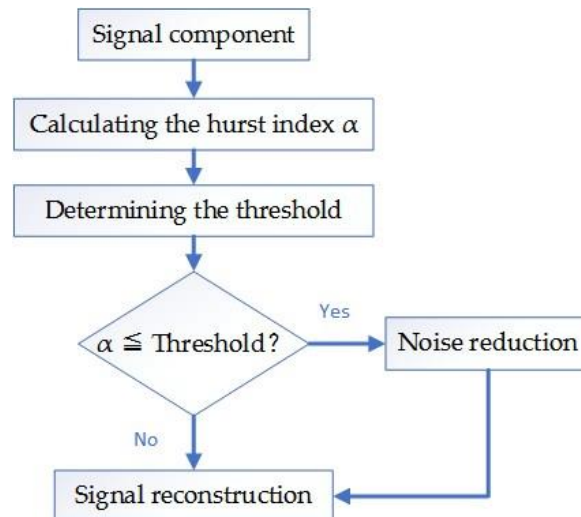 Signal component
Calculating the hurst index α
Determining the threshold
α ≦ Threshold?
Yes
Noise reduction
No
Signal reconstruction